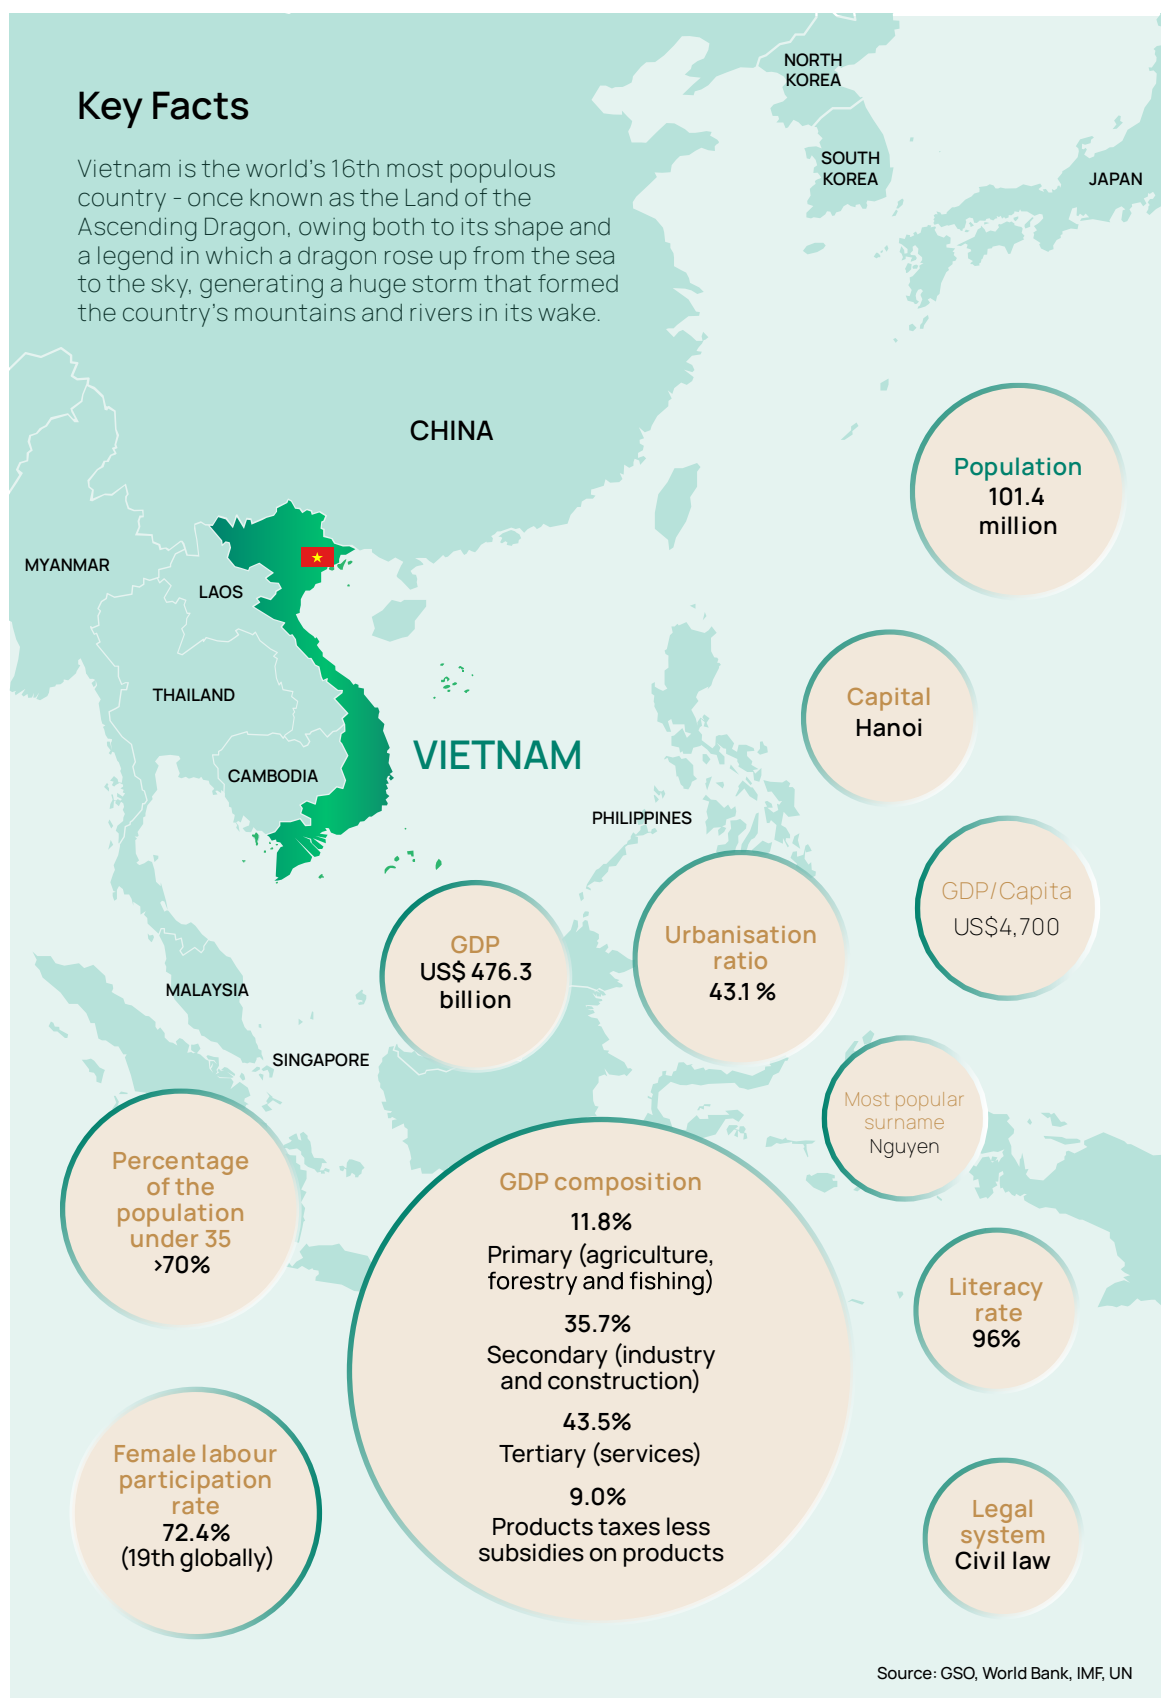 Key Facts
Vietnam is the world's 16th most populous
country - once known as the Land of the
Ascending Dragon, owing both to its shape and
a legend in which a dragon rose up from the sea
to the sky, generating a huge storm that formed
the country's mountains and rivers in its wake.
NORTH
KOREA
SOUTH
KOREA
JAPAN
CHINA
MYANMAR
LAOS
THAILAND
CAMBODIA
VIETNAM
PHILIPPINES
MALAYSIA
SINGAPORE
Population
101.4
million
Capital
Hanoi
GDP/Capita
US$4,700
GDP
US$ 476.3
billion
Urbanisation
ratio
43.1 %
Most popular
surname
Nguyen
Percentage
of the
population
under 35
>70%
GDP composition
11.8%
Primary (agriculture,
forestry and fishing)
35.7%
Secondary (industry
and construction)
43.5%
Tertiary (services)
9.0%
Products taxes less
subsidies on products
Literacy
rate
96%
Female labour
participation
rate
72.4%
(19th globally)
Legal
system
Civil law
Source: GSO, World Bank, IMF, UN